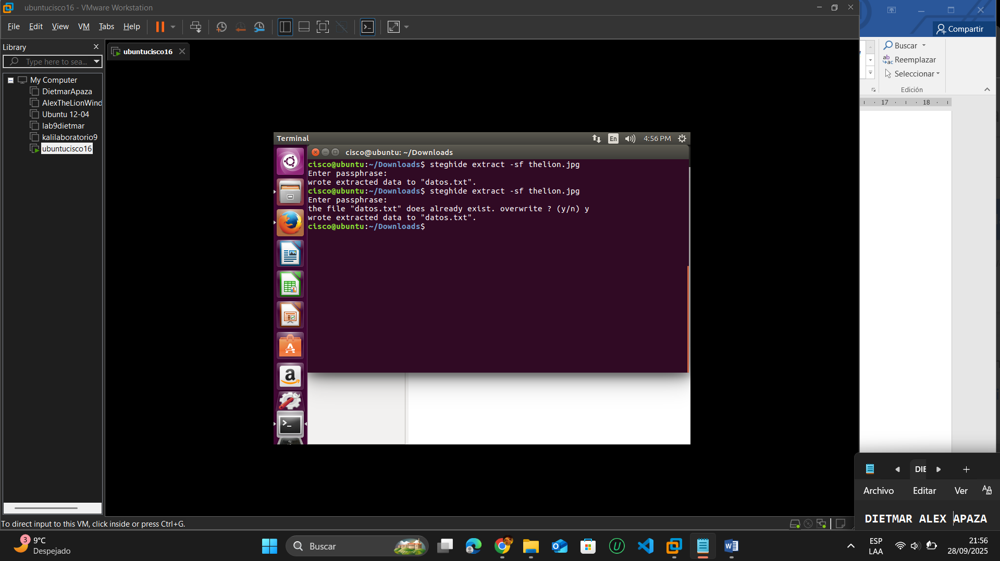 ubuntucisco16 - VMware Workstation
File Edit View VM Tabs Help
Library
Type here to sea...
My Computer
DietmarApaza
AlexTheLionWind
Ubuntu 12-04
lab9dietmar
kalilaboratorio9
ubuntucisco16
ubuntucisco16
Terminal
En
4:56 PM
cisco@ubuntu: ~/Downloads
cisco@ubuntu:~/Downloads$ steghide extract -sf thelion.jpg
Enter passphrase:
wrote extracted data to "datos.txt".
cisco@ubuntu:~/Downloads$ steghide extract -sf thelion.jpg
Enter passphrase:
the file "datos.txt" does already exist. overwrite ? (y/n) y
wrote extracted data to "datos.txt".
cisco@ubuntu:~/Downloads$
To direct input to this VM, click inside or press Ctrl+G.
Compartir
Buscar
Reemplazar
Seleccionar
Edición
17 18
DIE
Archivo Editar Ver
DIETMAR ALEX APAZA
3
9°C
Despejado
Buscar
ESP
LAA
21:56
28/09/2025